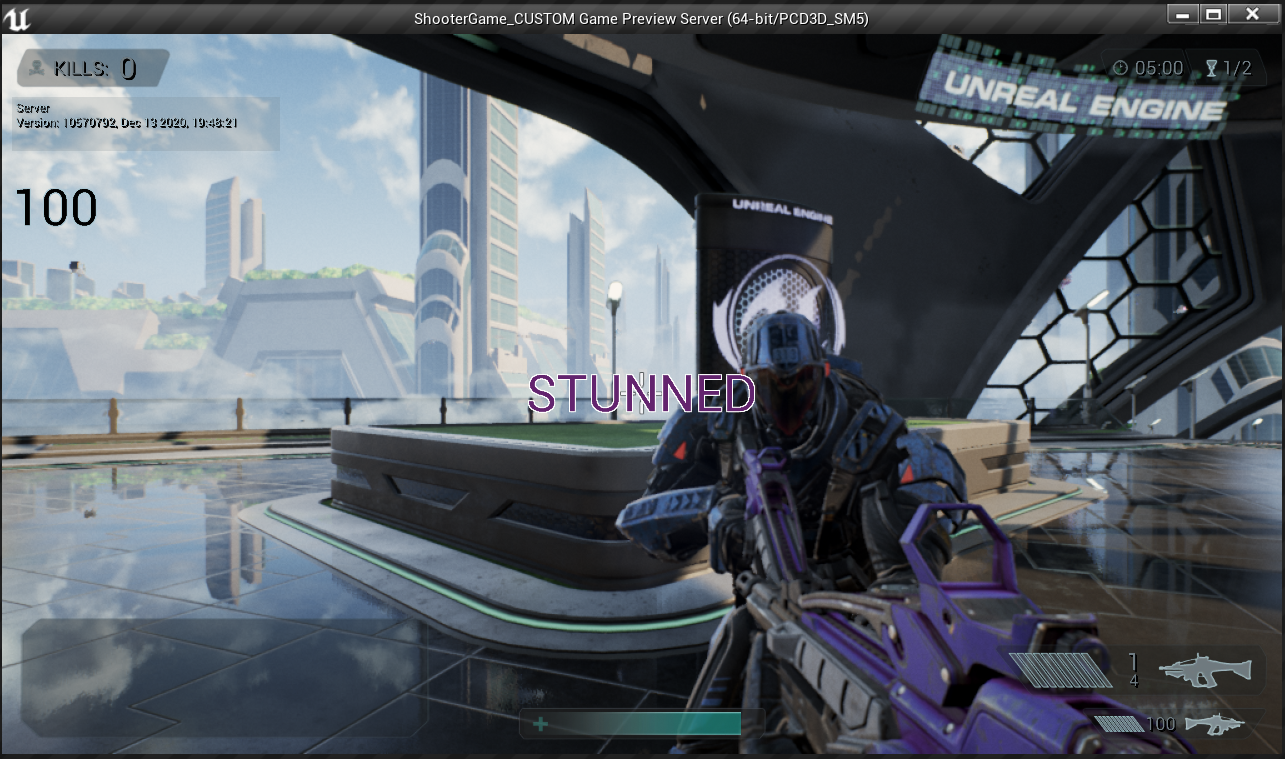 ShooterGame_CUSTOM Game Preview Server (64-bit/PCD3D_SM5)
KILLS: 0
05:00
1/2
UNREAL ENGINE
Server
Version: 10570792, Dec 13 2020, 19:48:21
100
UNREAL ENGINE
STUNNED
1
4
100